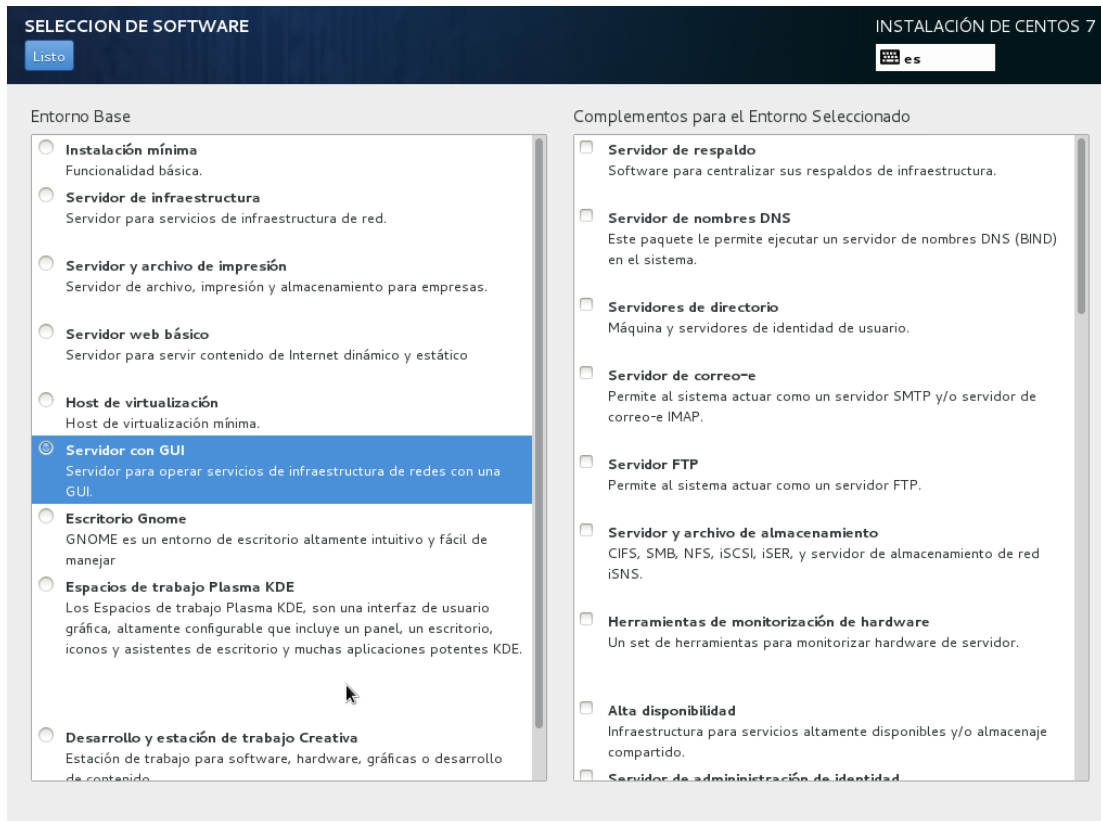 SELECCION DE SOFTWARE
INSTALACIÓN DE CENTOS 7
Listo
es
Entorno Base
Instalación mínima
Funcionalidad básica.
Servidor de infraestructura
Servidor para servicios de infraestructura de red.
Servidor y archivo de impresión
Servidor de archivo, impresión y almacenamiento para empresas.
Servidor web básico
Servidor para servir contenido de Internet dinámico y estático
Host de virtualización
Host de virtualización mínima.
Servidor con GUI
Servidor para operar servicios de infraestructura de redes con una
GUI.
Escritorio Gnome
GNOME es un entorno de escritorio altamente intuitivo y fácil de
manejar
Espacios de trabajo Plasma KDE
Los Espacios de trabajo Plasma KDE, son una interfaz de usuario
gráfica, altamente configurable que incluye un panel, un escritorio,
iconos y asistentes de escritorio y muchas aplicaciones potentes KDE.
Desarrollo y estación de trabajo Creativa
Estación de trabajo para software, hardware, gráficas o desarrollo
de contenido
Complementos para el Entorno Seleccionado
Servidor de respaldo
Software para centralizar sus respaldos de infraestructura.
Servidor de nombres DNS
Este paquete le permite ejecutar un servidor de nombres DNS (BIND)
en el sistema.
Servidores de directorio
Máquina y servidores de identidad de usuario.
Servidor de correo-e
Permite al sistema actuar como un servidor SMTP y/o servidor de
correo-e IMAP.
Servidor FTP
Permite al sistema actuar como un servidor FTP.
Servidor y archivo de almacenamiento
CIFS, SMB, NFS, iSCSI, iSER, y servidor de almacenamiento de red
iSNS.
Herramientas de monitorización de hardware
Un set de herramientas para monitorizar hardware de servidor.
Alta disponibilidad
Infraestructura para servicios altamente disponibles y/o almacenaje
compartido.
Servidor de admininistración de identidad